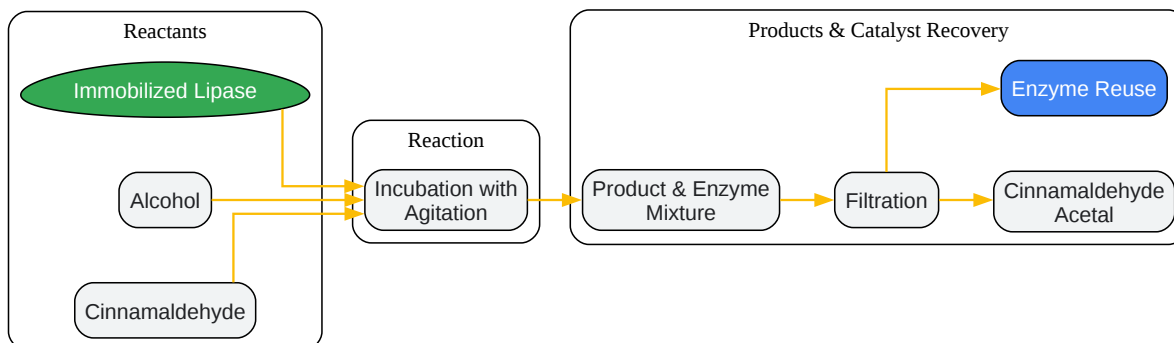 Reactants
Immobilized Lipase
Alcohol
Cinnamaldehyde
Reaction
Incubation with
Agitation
Products & Catalyst Recovery
Product & Enzyme
Mixture
Filtration
Enzyme Reuse
Cinnamaldehyde
Acetal